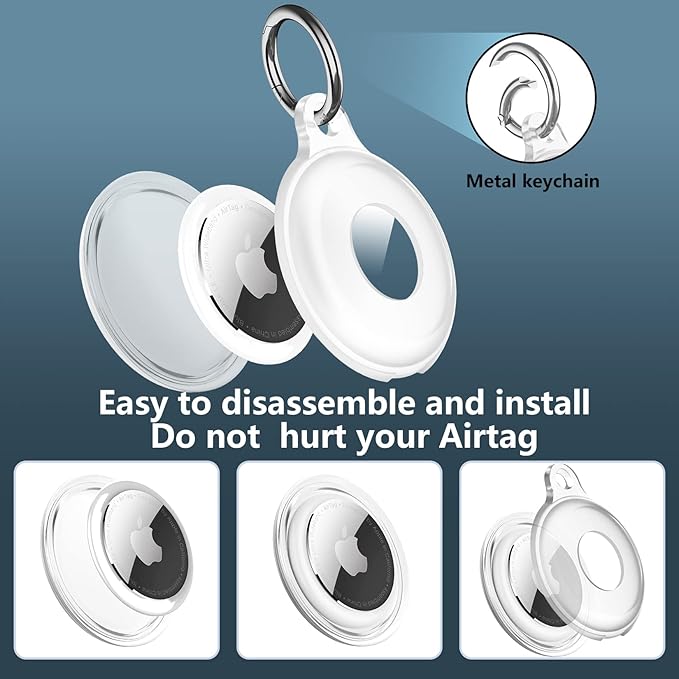 Metal keychain
Easy to disassemble and install
Do not  hurt your Airtag